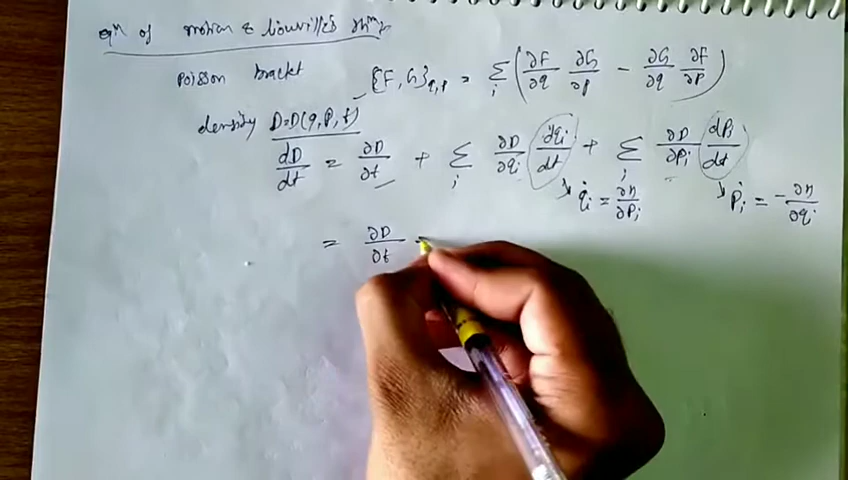 eqⁿ of motion & Liouville's thᵐ :-
Poisson bracket {F, G}q,p = Σi (∂F/∂q ∂G/∂p − ∂G/∂q ∂F/∂p)
density D=D(q,p,t)
dD/dt = ∂D/∂t + Σi ∂D/∂qi dqi/dt + Σi ∂D/∂pi dpi/dt
↘ q̇i = ∂H/∂pi ↘ ṗi = −∂H/∂qi
= ∂D/∂t